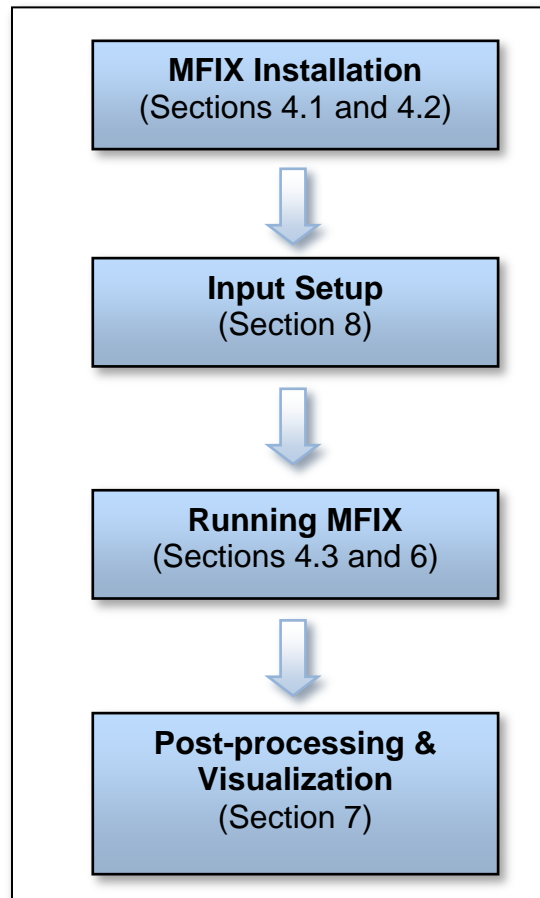 MFIX Installation
(Sections 4.1 and 4.2)
Input Setup
(Section 8)
Running MFIX
(Sections 4.3 and 6)
Post-processing &
Visualization
(Section 7)